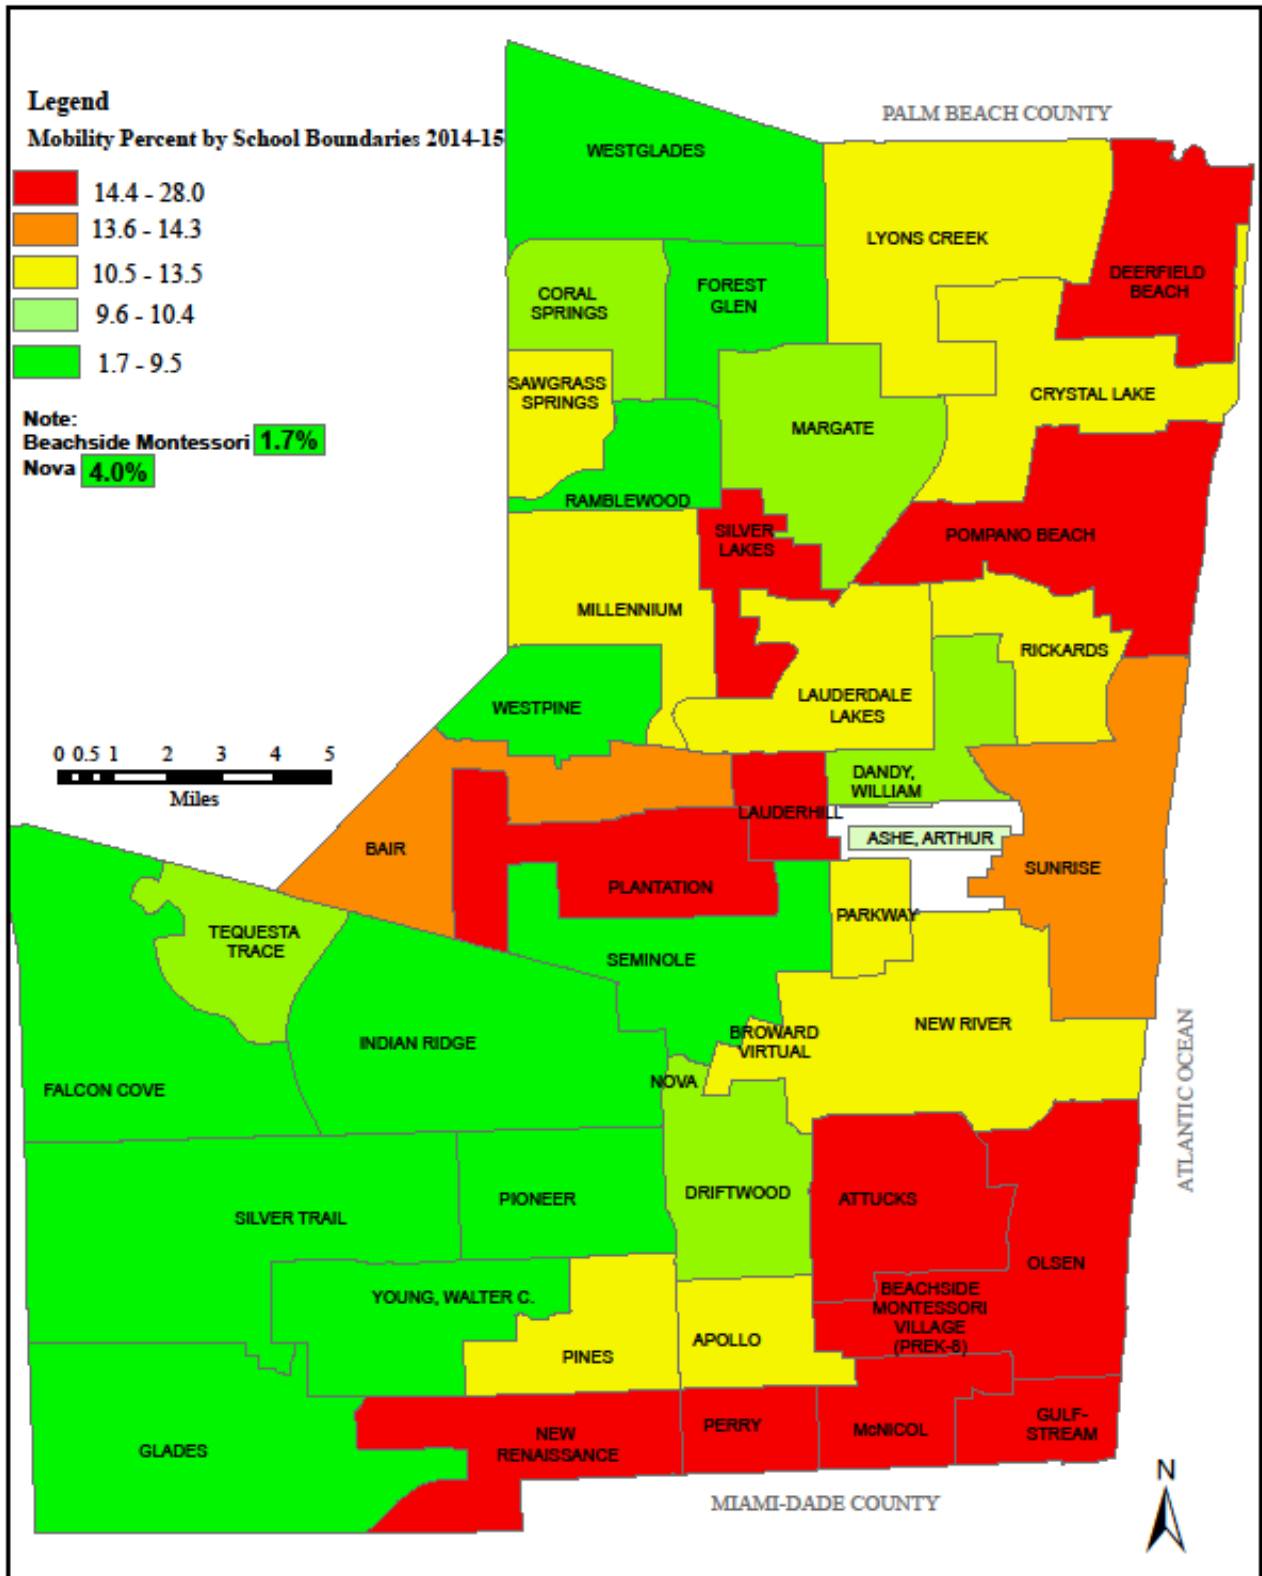 Legend
Mobility Percent by School Boundaries 2014-15
14.4 - 28.0
13.6 - 14.3
10.5 - 13.5
9.6 - 10.4
1.7 - 9.5
Note:
Beachside Montessori 1.7%
Nova 4.0%
PALM BEACH COUNTY
WESTGLADES
LYONS CREEK
DEERFIELD
BEACH
CORAL
SPRINGS
FOREST
GLEN
SAWGRASS
SPRINGS
CRYSTAL LAKE
MARGATE
RAMBLEWOOD
SILVER
LAKES
POMPANO BEACH
MILLENNIUM
RICKARDS
WESTPINE
LAUDERDALE
LAKES
0 0.5 1 2 3 4 5
Miles
DANDY,
WILLIAM
LAUDERHILL
ASHE, ARTHUR
BAIR
SUNRISE
PLANTATION
PARKWAY
TEQUESTA
TRACE
SEMINOLE
NEW RIVER
BROWARD
VIRTUAL
INDIAN RIDGE
NOVA
FALCON COVE
ATLANTIC OCEAN
DRIFTWOOD
ATTUCKS
PIONEER
SILVER TRAIL
OLSEN
BEACHSIDE
MONTESSORI
VILLAGE
(PREK-8)
YOUNG, WALTER C.
APOLLO
PINES
GULF-
STREAM
PERRY
McNICOL
NEW
RENAISSANCE
GLADES
MIAMI-DADE COUNTY
N